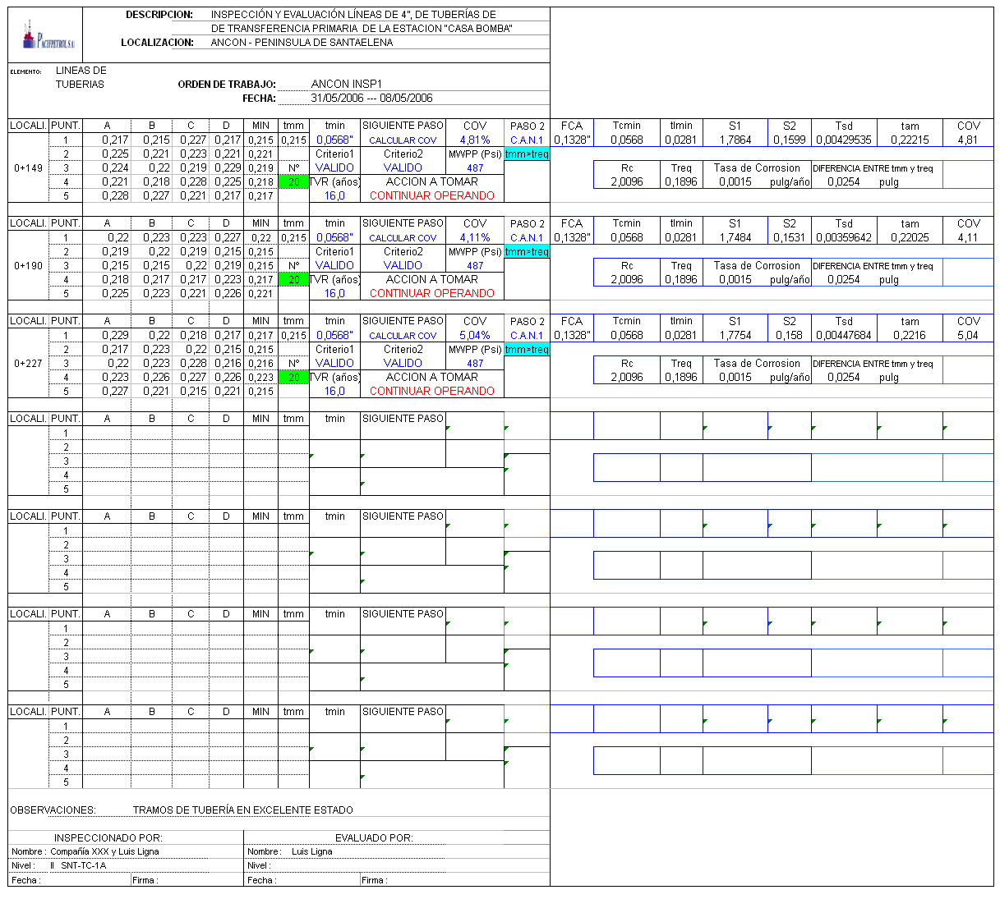 PACIFPETROL S.A.
DESCRIPCION: INSPECCIÓN Y EVALUACIÓN LÍNEAS DE 4", DE TUBERÍAS DE
DE TRANSFERENCIA PRIMARIA DE LA ESTACION "CASA BOMBA"
LOCALIZACION: ANCON - PENINSULA DE SANTAELENA
ELEMENTO: LINEAS DE
TUBERIAS
ORDEN DE TRABAJO: ANCON INSP1
FECHA: 31/05/2006 --- 08/05/2006
LOCALI. PUNT. A B C D MIN tmm tmin SIGUIENTE PASO COV PASO 2 FCA Tcmin tlmin S1 S2 Tsd tam COV
1 0,217 0,215 0,227 0,217 0,215 0,215 0,0568" CALCULAR COV 4,81% C.A.N.1 0,1328" 0,0568 0,0281 1,7864 0,1599 0,00429535 0,22215 4,81
2 0,225 0,221 0,223 0,221 0,221 Criterio1 Criterio2 MWPP (Psi) tmm>treq
0+149 3 0,224 0,22 0,219 0,229 0,219 Nº VALIDO VALIDO 487 Rc Treq Tasa de Corrosion DIFERENCIA ENTRE tmm y treq
4 0,221 0,218 0,228 0,225 0,218 20 TVR (años) ACCION A TOMAR 2,0096 0,1896 0,0015 pulg/año 0,0254 pulg
5 0,228 0,227 0,221 0,217 0,217 16,0 CONTINUAR OPERANDO
LOCALI. PUNT. A B C D MIN tmm tmin SIGUIENTE PASO COV PASO 2 FCA Tcmin tlmin S1 S2 Tsd tam COV
1 0,22 0,223 0,223 0,227 0,22 0,215 0,0568" CALCULAR COV 4,11% C.A.N.1 0,1328" 0,0568 0,0281 1,7484 0,1531 0,00359642 0,22025 4,11
2 0,219 0,22 0,219 0,215 0,215 Criterio1 Criterio2 MWPP (Psi) tmm>treq
0+190 3 0,215 0,215 0,22 0,219 0,215 Nº VALIDO VALIDO 487 Rc Treq Tasa de Corrosion DIFERENCIA ENTRE tmm y treq
4 0,218 0,217 0,217 0,223 0,217 20 TVR (años) ACCION A TOMAR 2,0096 0,1896 0,0015 pulg/año 0,0254 pulg
5 0,225 0,223 0,221 0,226 0,221 16,0 CONTINUAR OPERANDO
LOCALI. PUNT. A B C D MIN tmm tmin SIGUIENTE PASO COV PASO 2 FCA Tcmin tlmin S1 S2 Tsd tam COV
1 0,229 0,22 0,218 0,217 0,217 0,215 0,0568" CALCULAR COV 5,04% C.A.N.1 0,1328" 0,0568 0,0281 1,7754 0,158 0,00447684 0,2216 5,04
2 0,217 0,223 0,22 0,215 0,215 Criterio1 Criterio2 MWPP (Psi) tmm>treq
0+227 3 0,22 0,223 0,228 0,216 0,216 Nº VALIDO VALIDO 487 Rc Treq Tasa de Corrosion DIFERENCIA ENTRE tmm y treq
4 0,223 0,226 0,227 0,226 0,223 20 TVR (años) ACCION A TOMAR 2,0096 0,1896 0,0015 pulg/año 0,0254 pulg
5 0,227 0,221 0,215 0,221 0,215 16,0 CONTINUAR OPERANDO
LOCALI. PUNT. A B C D MIN tmm tmin SIGUIENTE PASO
1
2
3
4
5
LOCALI. PUNT. A B C D MIN tmm tmin SIGUIENTE PASO
1
2
3
4
5
LOCALI. PUNT. A B C D MIN tmm tmin SIGUIENTE PASO
1
2
3
4
5
LOCALI. PUNT. A B C D MIN tmm tmin SIGUIENTE PASO
1
2
3
4
5
OBSERVACIONES: TRAMOS DE TUBERÍA EN EXCELENTE ESTADO
INSPECCIONADO POR: EVALUADO POR:
Nombre : Compañía XXX y Luis Ligna Nombre : Luis Ligna
Nivel : II SNT-TC-1A Nivel :
Fecha : Firma : Fecha : Firma :